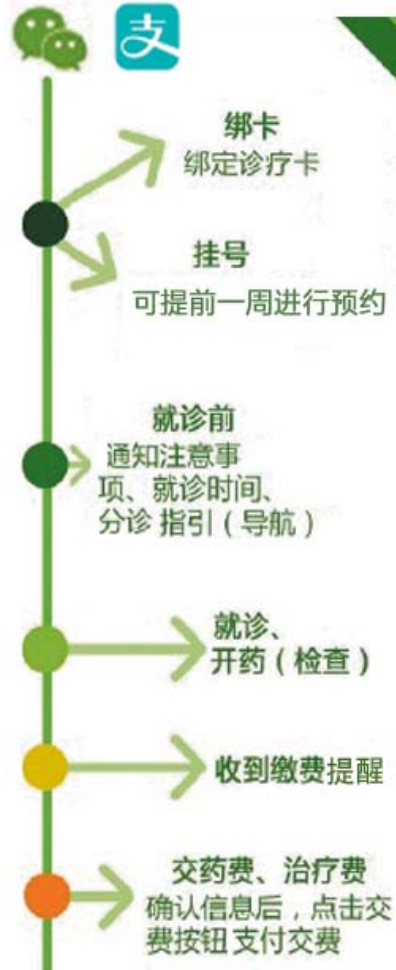 支
绑卡
绑定诊疗卡
挂号
可提前一周进行预约
就诊前
通知注意事
项、就诊时间、
分诊 指引（导航）
就诊、
开药（检查）
收到缴费提醒
交药费、治疗费
确认信息后，点击交
费按钮 支付交费